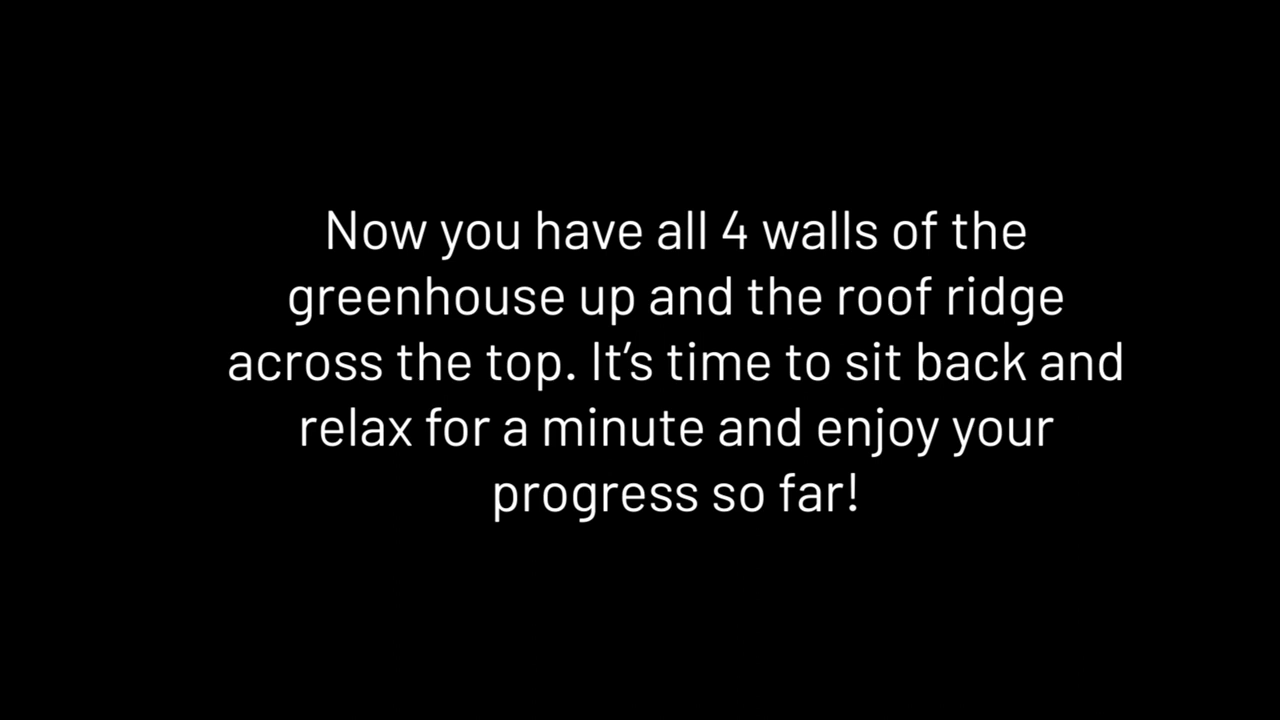 Now you have all 4 walls of the
greenhouse up and the roof ridge
across the top. It’s time to sit back and
relax for a minute and enjoy your
progress so far!